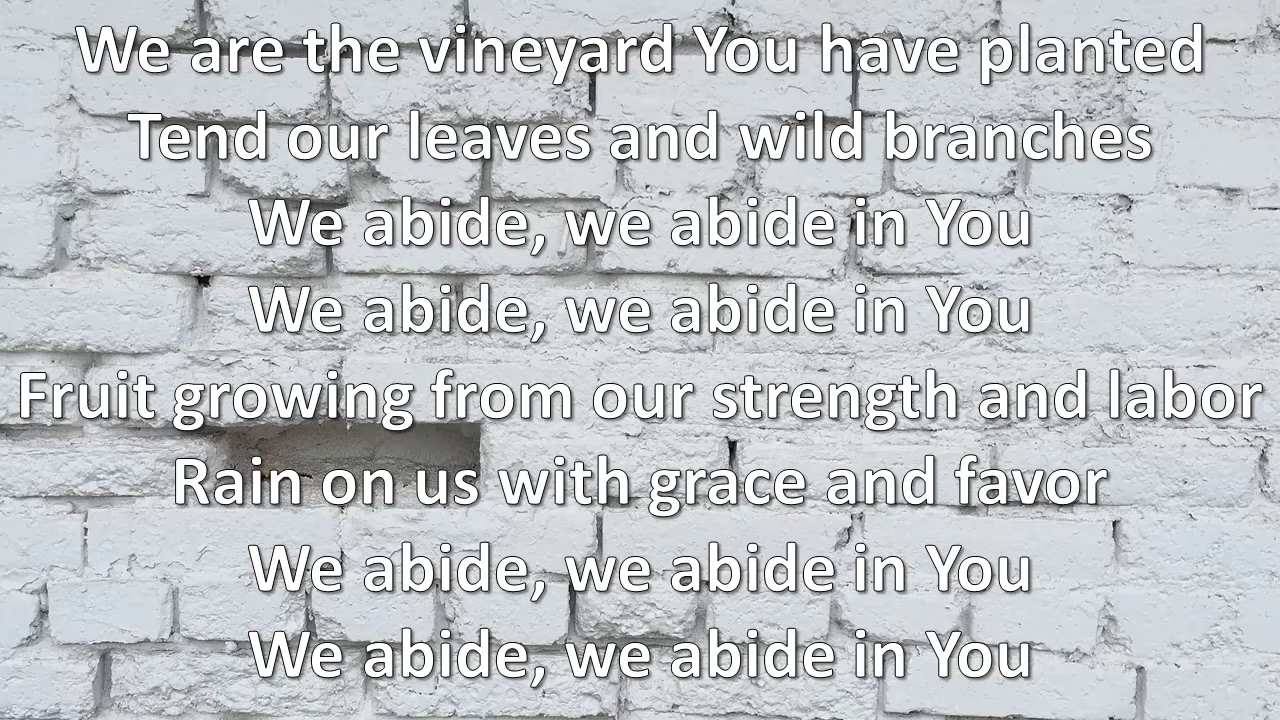 We are the vineyard You have planted
Tend our leaves and wild branches
We abide, we abide in You
We abide, we abide in You
Fruit growing from our strength and labor
Rain on us with grace and favor
We abide, we abide in You
We abide, we abide in You